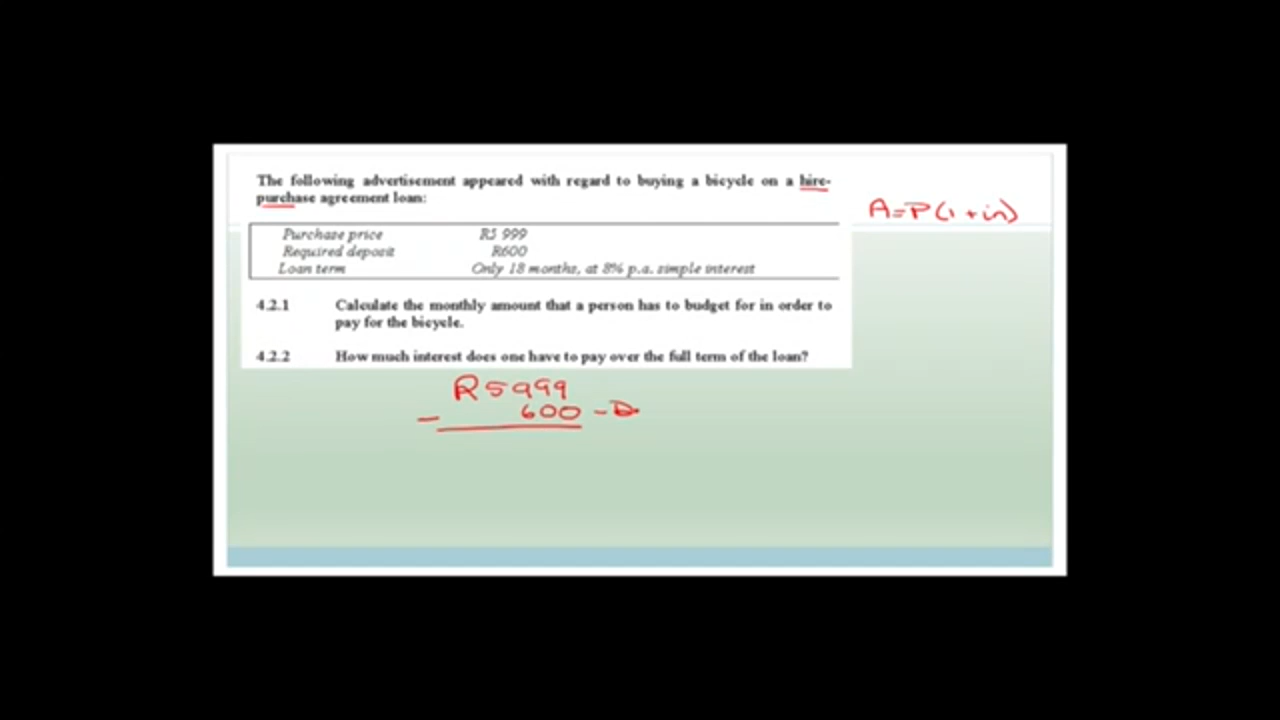 The following advertisement appeared with regard to buying a bicycle on a hire-
purchase agreement loan:
A=P(1+in)
Purchase price R5 999
Required deposit R600
Loan term Only 18 months, at 8% p.a. simple interest
4.2.1 Calculate the monthly amount that a person has to budget for in order to
pay for the bicycle.
4.2.2 How much interest does one have to pay over the full term of the loan?
R5999
- 600 - D